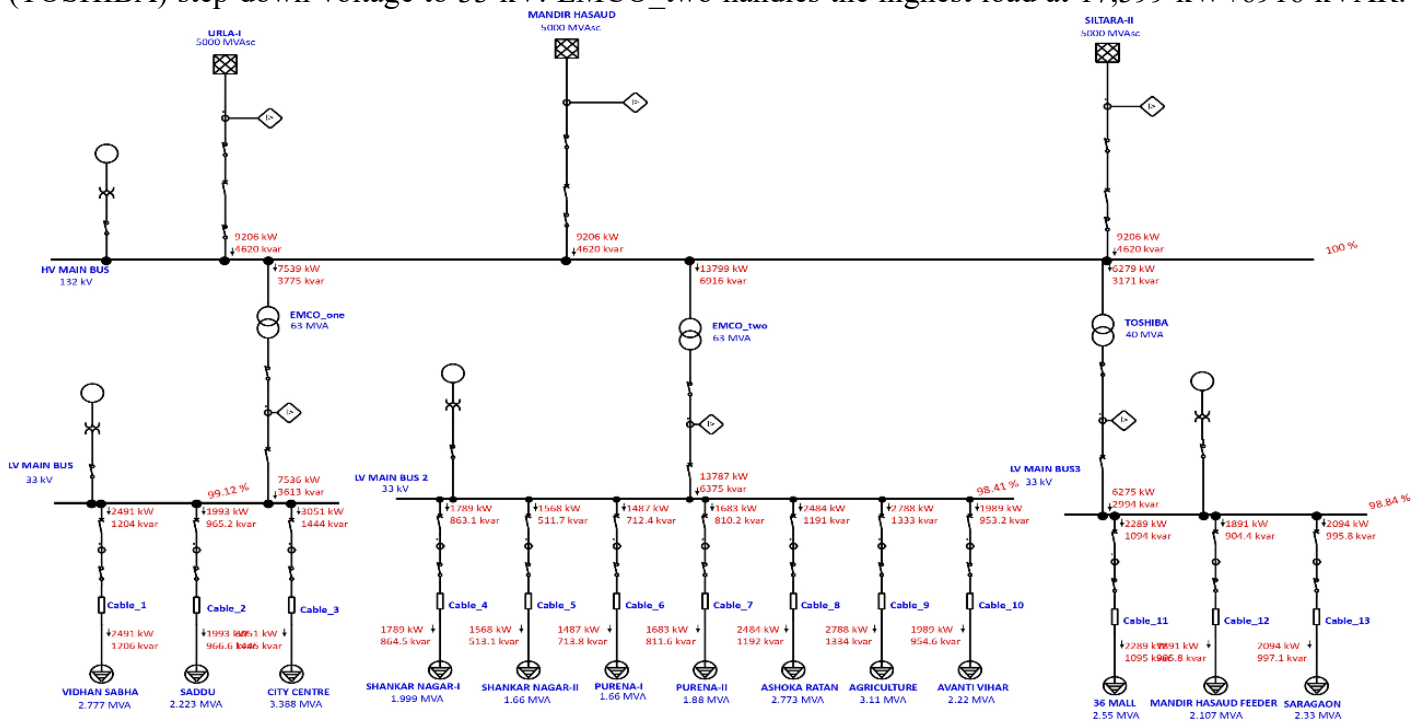 (TOSHIBA) step down voltage to 33 kV. EMCO_two handles the highest load at 17,399 kW /6916 kVAR.
URLA-I
5000 MVAsc
MANDIR HASAUD
5000 MVAsc
SILTARA-II
5000 MVAsc
I>
I>
I>
9206 kW
4620 kvar
9206 kW
4620 kvar
9206 kW
4620 kvar
100 %
HV MAIN BUS
132 kV
7539 kW
3775 kvar
13799 kW
6916 kvar
6279 kW
3171 kvar
EMCO_one
63 MVA
EMCO_two
63 MVA
TOSHIBA
40 MVA
I>
I>
I>
LV MAIN BUS
33 kV
99.12 %
7536 kW
3613 kvar
LV MAIN BUS 2
33 kV
13787 kW
6375 kvar
98.41 %
LV MAIN BUS3
33 kV
6275 kW
2994 kvar
98.84 %
2491 kW
1204 kvar
1993 kW
965.2 kvar
3051 kW
1444 kvar
1789 kW
863.1 kvar
1568 kW
511.7 kvar
1487 kW
712.4 kvar
1683 kW
810.2 kvar
2484 kW
1191 kvar
2788 kW
1333 kvar
1989 kW
953.2 kvar
2289 kW
1094 kvar
1891 kW
904.4 kvar
2094 kW
995.8 kvar
Cable_1
Cable_2
Cable_3
Cable_4
Cable_5
Cable_6
Cable_7
Cable_8
Cable_9
Cable_10
Cable_11
Cable_12
Cable_13
2491 kW
1206 kvar
1993 kW
966.6 kvar
1789 kW
864.5 kvar
1568 kW
513.1 kvar
1487 kW
713.8 kvar
1683 kW
811.6 kvar
2484 kW
1192 kvar
2788 kW
1334 kvar
1989 kW
954.6 kvar
2289 kW
1095 kvar
2094 kW
997.1 kvar
VIDHAN SABHA
2.777 MVA
SADDU
2.223 MVA
CITY CENTRE
3.388 MVA
SHANKAR NAGAR-I
1.999 MVA
SHANKAR NAGAR-II
1.66 MVA
PURENA-I
1.66 MVA
PURENA-II
1.88 MVA
ASHOKA RATAN
2.773 MVA
AGRICULTURE
3.11 MVA
AVANTI VIHAR
2.22 MVA
36 MALL
2.55 MVA
MANDIR HASAUD FEEDER
2.107 MVA
SARAGAON
2.33 MVA